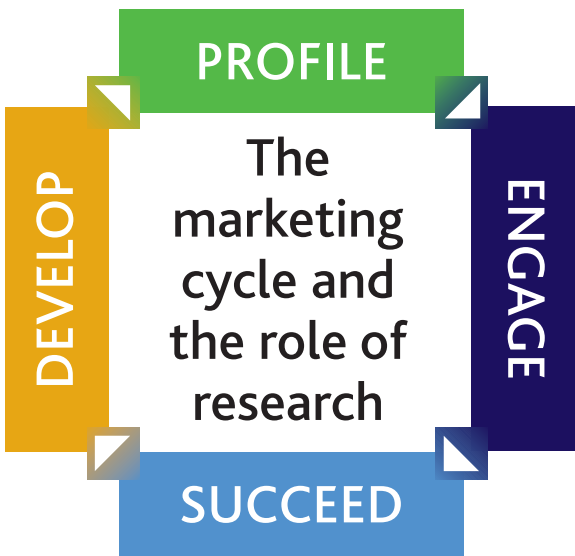 PROFILE
The
marketing
cycle and
the role of
research
DEVELOP
ENGAGE
SUCCEED